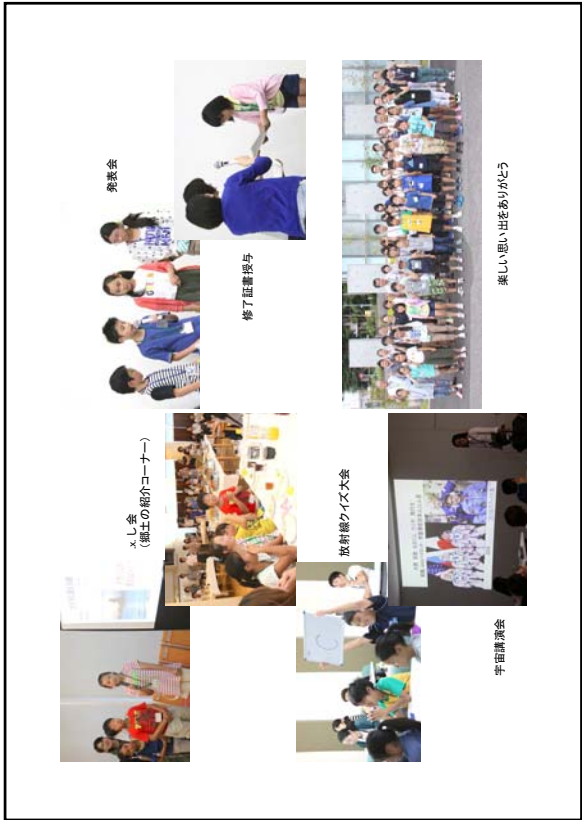 .x.し会
(郷土の紹介コーナー)
発表会
修了証書授与
放射線クイズ大会
C
宇宙講演会
楽しい思い出をありがとう